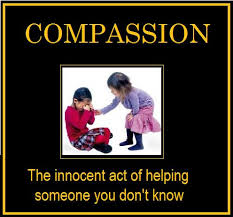 COMPASSION
The innocent act of helping
someone you don't know